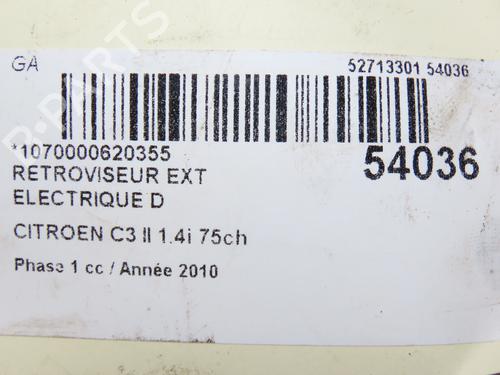 GA
52713301 54036
*1070000620355
54036
RETROVISEUR EXT
ELECTRIQUE D
CITROEN C3 II 1.4i 75ch
Phase 1 cc / Année 2010